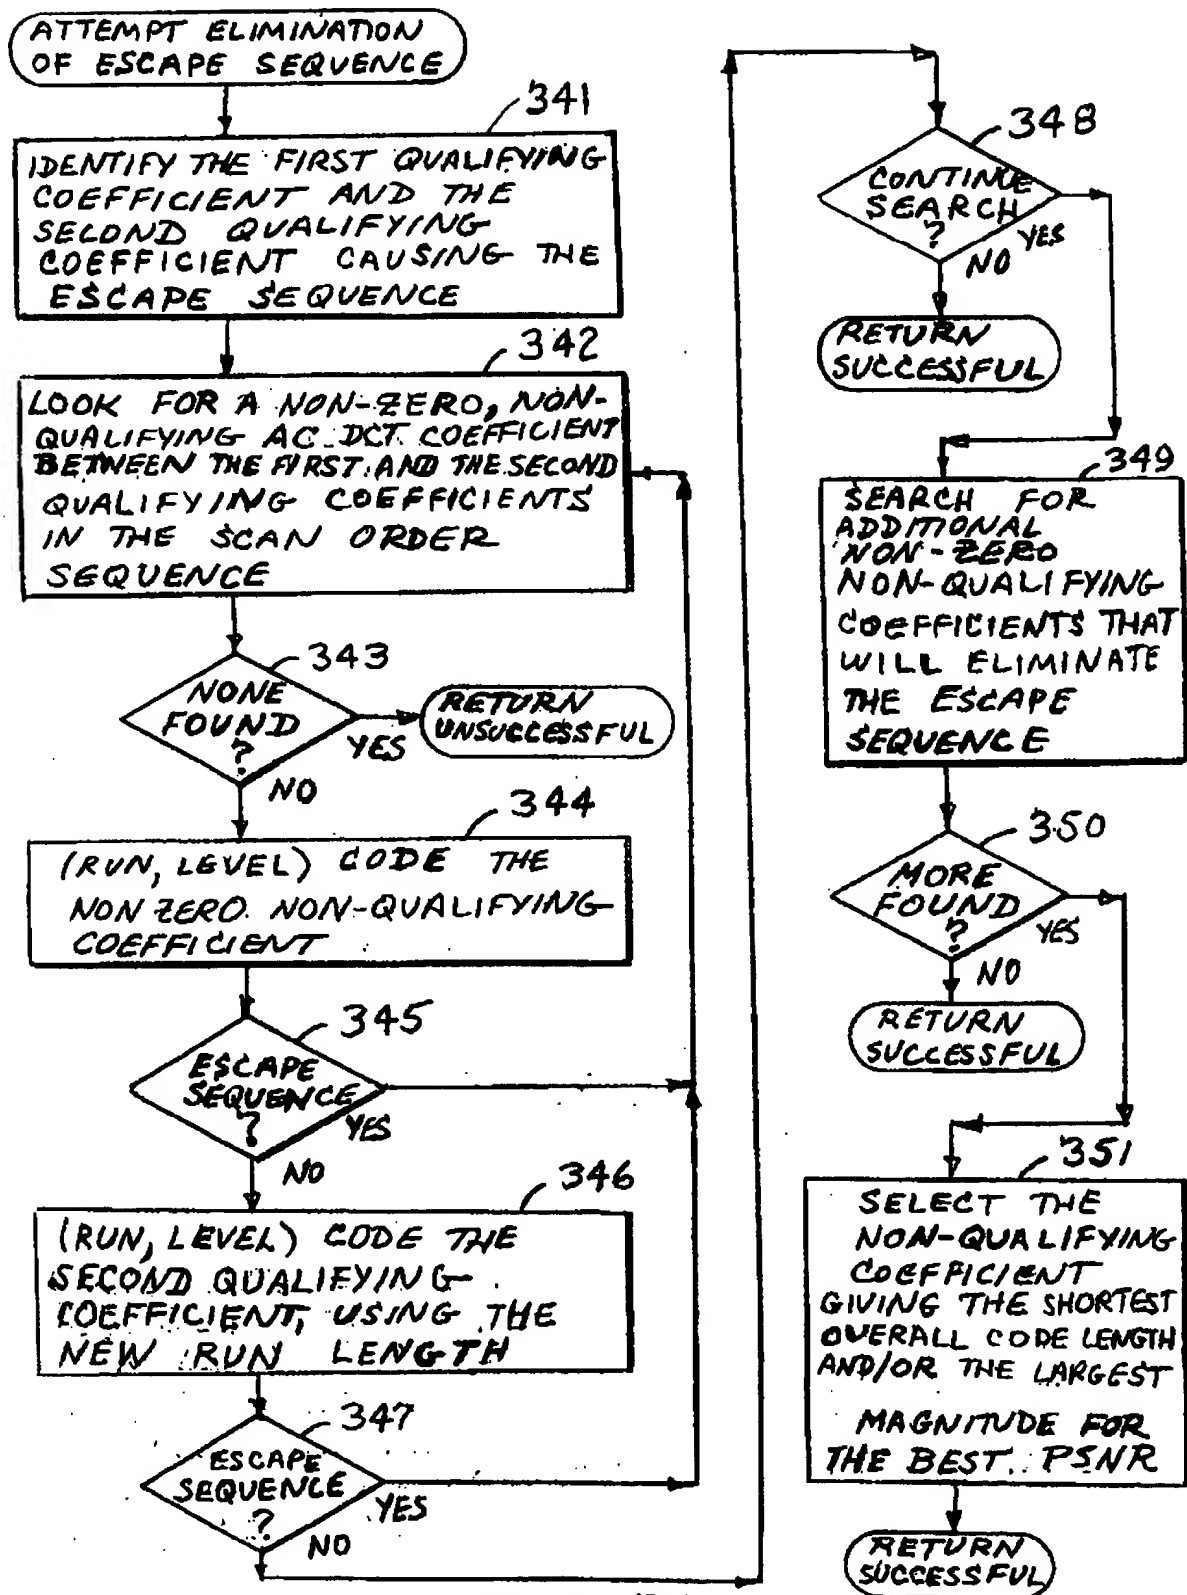 ATTEMPT ELIMINATION
OF ESCAPE SEQUENCE
341
IDENTIFY THE FIRST QUALIFYING
COEFFICIENT AND THE
SECOND QUALIFYING
COEFFICIENT CAUSING THE
ESCAPE SEQUENCE
342
LOOK FOR A NON-ZERO, NON-
QUALIFYING AC DCT COEFFICIENT
BETWEEN THE FIRST AND THE SECOND
QUALIFYING COEFFICIENTS
IN THE SCAN ORDER
SEQUENCE
343
NONE
FOUND
?
YES
NO
RETURN
UNSUCCESSFUL
344
(RUN, LEVEL) CODE THE
NON ZERO NON-QUALIFYING
COEFFICIENT
345
ESCAPE
SEQUENCE
?
YES
NO
346
(RUN, LEVEL) CODE THE
SECOND QUALIFYING
COEFFICIENT, USING THE
NEW RUN LENGTH
347
ESCAPE
SEQUENCE
?
YES
NO
348
CONTINUE
SEARCH
?
YES
NO
RETURN
SUCCESSFUL
349
SEARCH FOR
ADDITIONAL
NON-ZERO
NON-QUALIFYING
COEFFICIENTS THAT
WILL ELIMINATE
THE ESCAPE
SEQUENCE
350
MORE
FOUND
?
YES
NO
RETURN
SUCCESSFUL
351
SELECT THE
NON-QUALIFYING
COEFFICIENT
GIVING THE SHORTEST
OVERALL CODE LENGTH
AND/OR THE LARGEST
MAGNITUDE FOR
THE BEST PSNR
RETURN
SUCCESSFUL